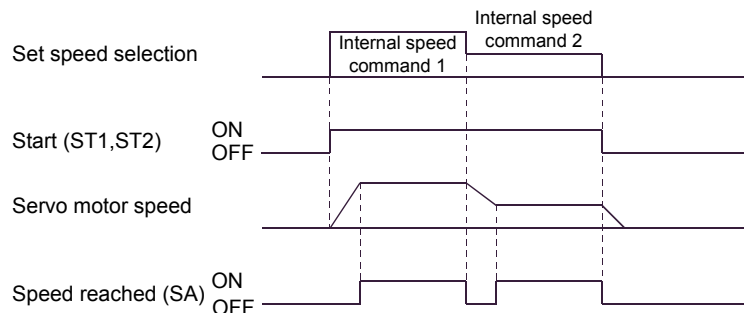 Set speed selection
Internal speed
command 1
Internal speed
command 2
Start (ST1,ST2)
ON
OFF
Servo motor speed
Speed reached (SA)
ON
OFF